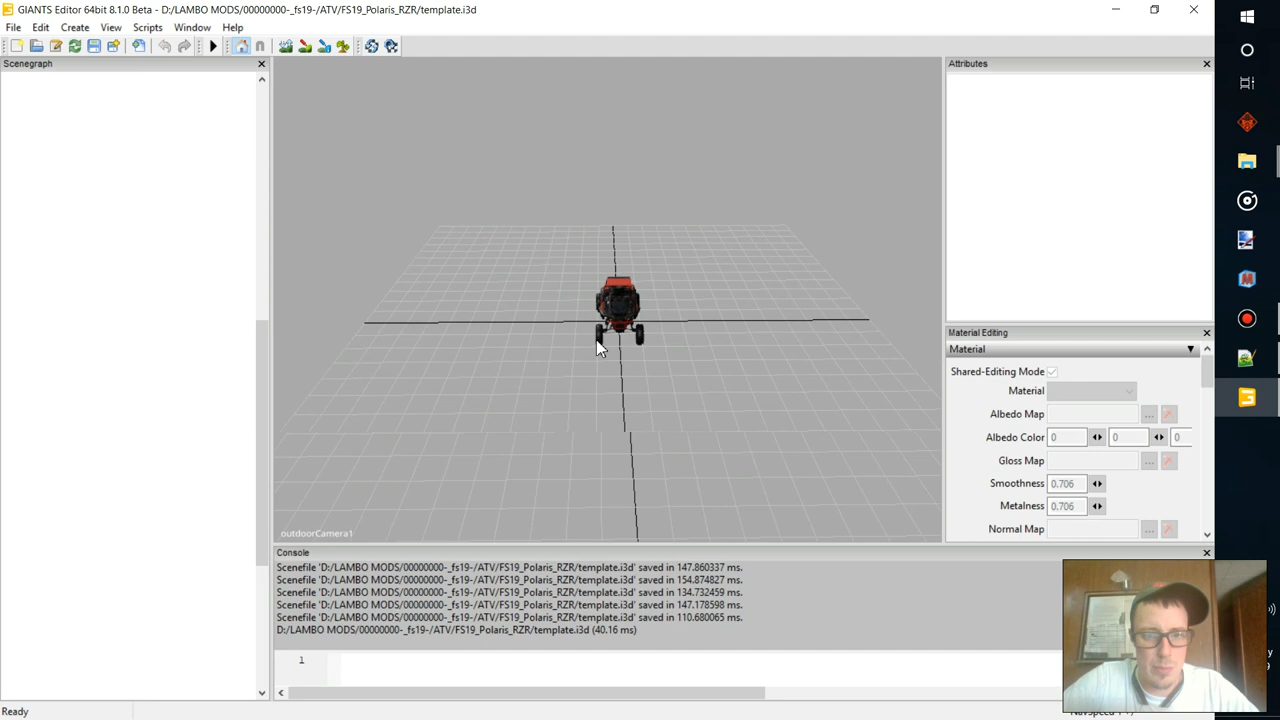 GIANTS Editor 64bit 8.1.0 Beta - D:/LAMBO MODS/00000000-_fs19-/ATV/FS19_Polaris_RZR/template.i3d
File Edit Create View Scripts Window Help
Scenegraph
Attributes
outdoorCamera1
Material Editing
Material
Shared-Editing Mode
Material
Albedo Map ...
Albedo Color 0 0 0
Gloss Map ...
Smoothness 0.706
Metalness 0.706
Normal Map ...
Console
Scenefile 'D:/LAMBO MODS/00000000-_fs19-/ATV/FS19_Polaris_RZR/template.i3d' saved in 147.860337 ms.
Scenefile 'D:/LAMBO MODS/00000000-_fs19-/ATV/FS19_Polaris_RZR/template.i3d' saved in 154.874827 ms.
Scenefile 'D:/LAMBO MODS/00000000-_fs19-/ATV/FS19_Polaris_RZR/template.i3d' saved in 134.732459 ms.
Scenefile 'D:/LAMBO MODS/00000000-_fs19-/ATV/FS19_Polaris_RZR/template.i3d' saved in 147.178598 ms.
Scenefile 'D:/LAMBO MODS/00000000-_fs19-/ATV/FS19_Polaris_RZR/template.i3d' saved in 110.680065 ms.
D:/LAMBO MODS/00000000-_fs19-/ATV/FS19_Polaris_RZR/template.i3d (40.16 ms)
1
Ready